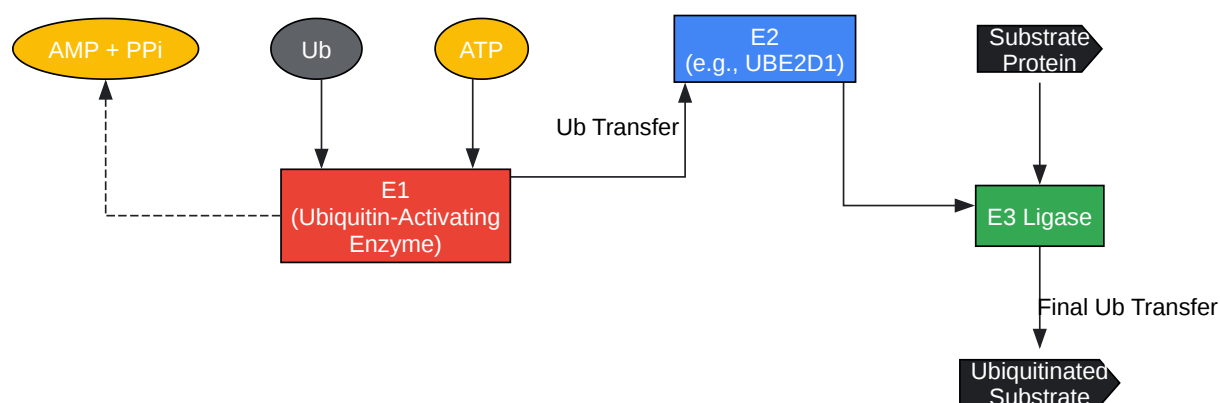 AMP + PPi
Ub
ATP
E2
(e.g., UBE2D1)
Substrate
Protein
Ub Transfer
E1
(Ubiquitin-Activating
Enzyme)
E3 Ligase
Final Ub Transfer
Ubiquitinated
Substrate